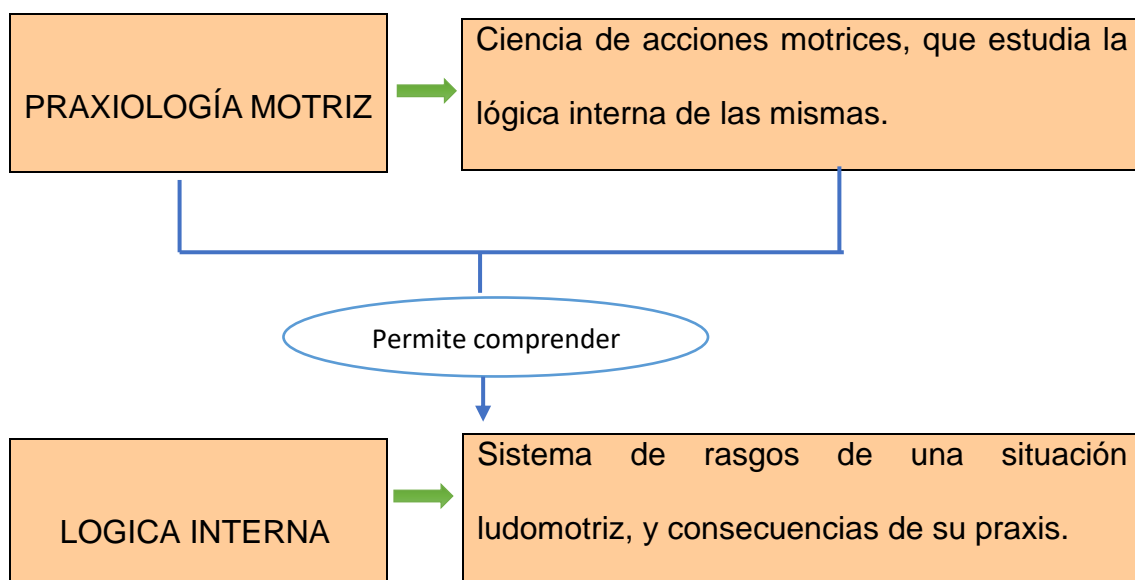 PRAXIOLOGÍA MOTRIZ
Ciencia de acciones motrices, que estudia la
lógica interna de las mismas.
Permite comprender
LOGICA INTERNA
Sistema de rasgos de una situación
ludomotriz, y consecuencias de su praxis.